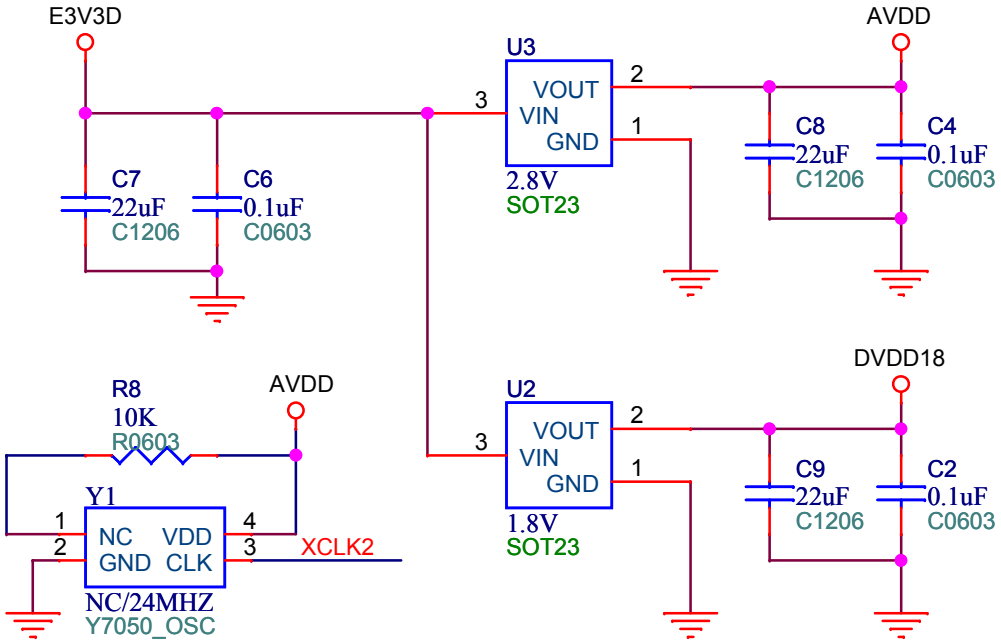 E3V3D
C7
22uF
C1206
C6
0.1uF
C0603
U3
3
VOUT
VIN
GND
2
1
2.8V
SOT23
AVDD
C8
22uF
C1206
C4
0.1uF
C0603
R8
10K
R0603
AVDD
Y1
1
2
NC
VDD
GND
CLK
4
3
XCLK2
NC/24MHZ
Y7050_OSC
U2
3
VOUT
VIN
GND
2
1
1.8V
SOT23
DVDD18
C9
22uF
C1206
C2
0.1uF
C0603